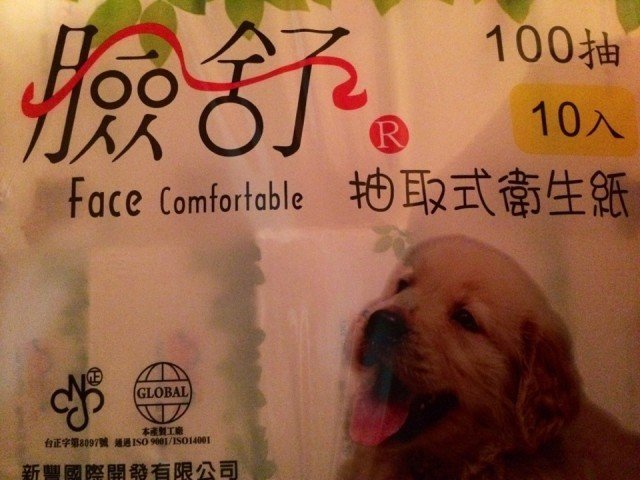 臉舒®
100抽
10入
Face Comfortable
抽取式衛生紙
正
GLOBAL
本產製工廠
台正字第8097號 通過ISO 9001/ISO14001
新豐國際開發有限公司